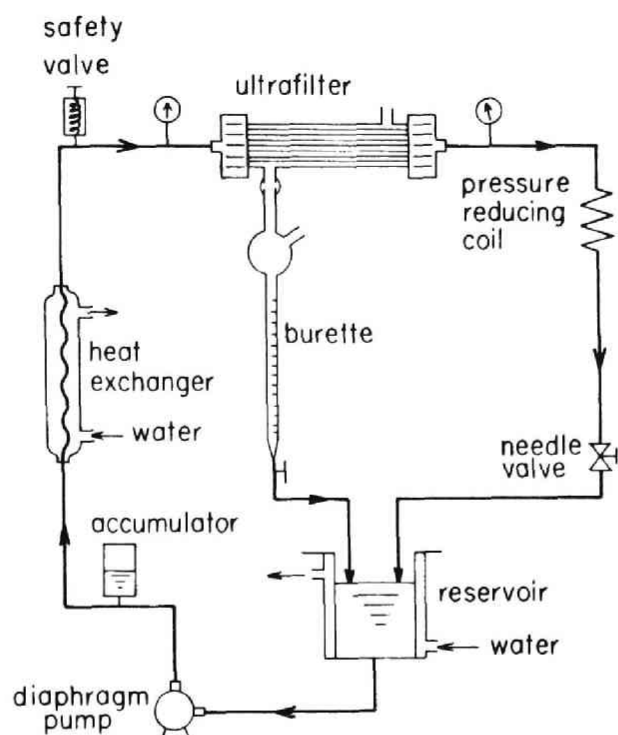 safety
valve
ultrafilter
pressure
reducing
coil
burette
heat
exchanger
water
needle
valve
accumulator
reservoir
water
diaphragm
pump